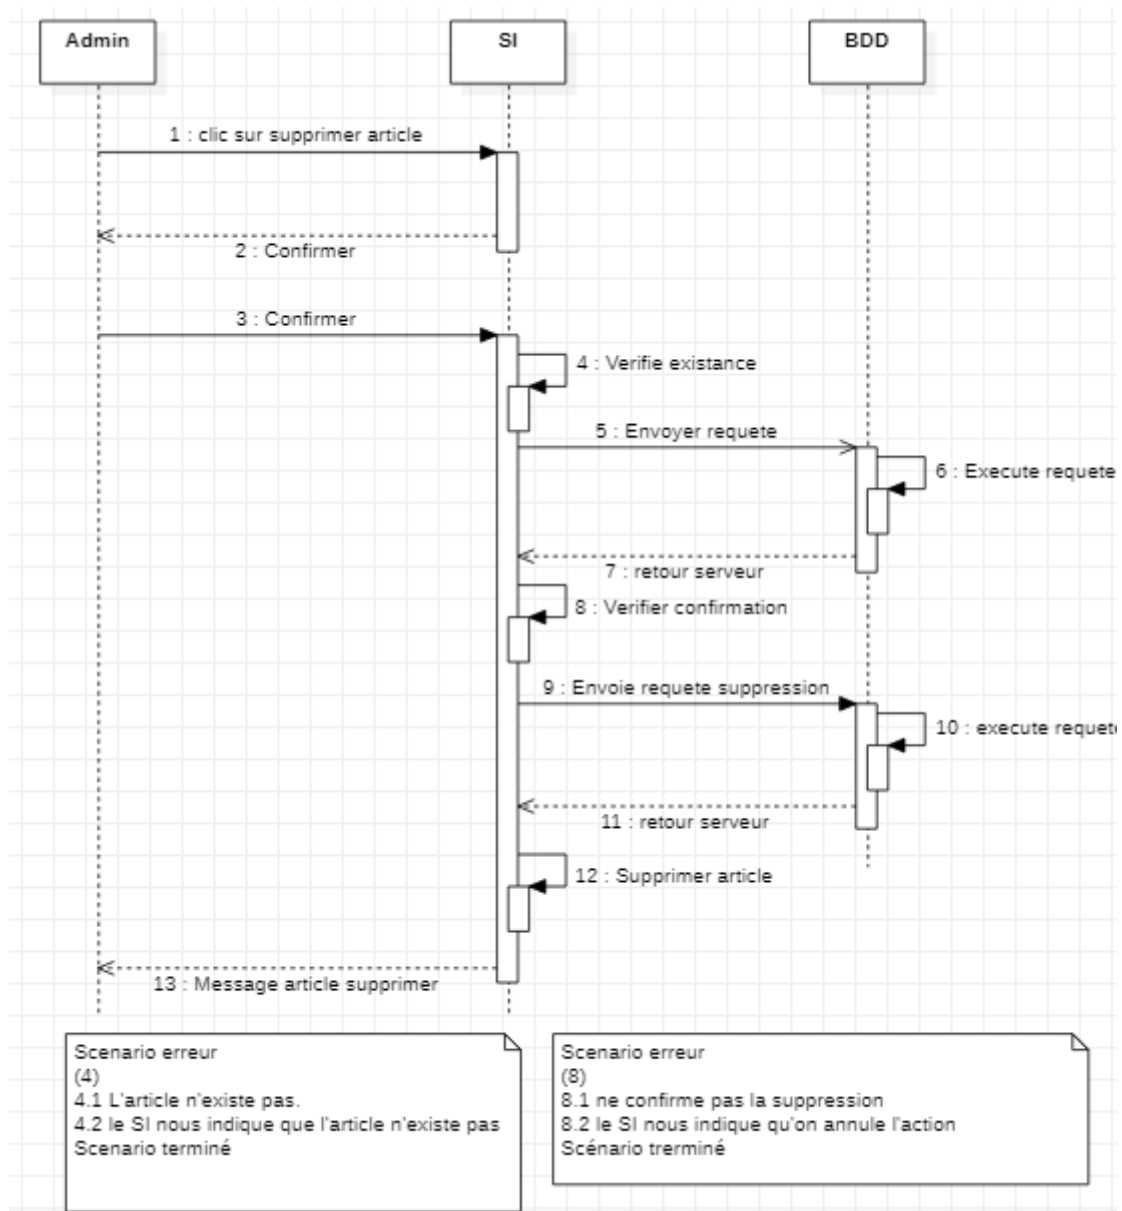 Admin
SI
BDD
1 : clic sur supprimer article
2 : Confirmer
3 : Confirmer
4 : Verifie existance
5 : Envoyer requete
6 : Execute requete
7 : retour serveur
8 : Verifier confirmation
9 : Envoie requete suppression
10 : execute requete
11 : retour serveur
12 : Supprimer article
13 : Message article supprimer
Scenario erreur
(4)
4.1 L'article n'existe pas.
4.2 le SI nous indique que l'article n'existe pas
Scenario terminé
Scenario erreur
(8)
8.1 ne confirme pas la suppression
8.2 le SI nous indique qu'on annule l'action
Scénario trerminé